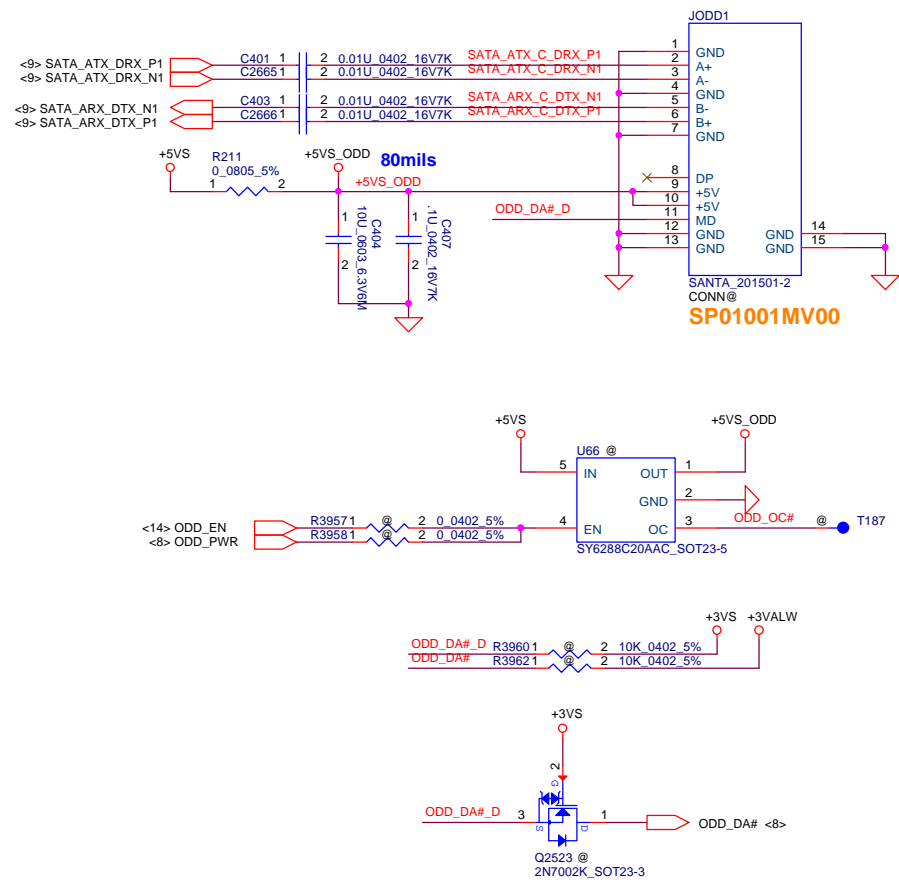 JODD1
<9> SATA_ATX_DRX_P1
C401 1
2 0.01U_0402_16V7K
SATA_ATX_C_DRX_P1
<9> SATA_ATX_DRX_N1
C2665 1
2 0.01U_0402_16V7K
SATA_ATX_C_DRX_N1
<9> SATA_ARX_DTX_N1
C403 1
2 0.01U_0402_16V7K
SATA_ARX_C_DTX_N1
<9> SATA_ARX_DTX_P1
C2666 1
2 0.01U_0402_16V7K
SATA_ARX_C_DTX_P1
1 GND
2 A+
3 A-
4 GND
5 B-
6 B+
7 GND
8 DP
9 +5V
10 +5V
11 MD
12 GND
13 GND
GND 14
GND 15
+5VS
R211
0_0805_5%
1 2
+5VS_ODD
80mils
+5VS_ODD
1
2
C404
10U_0603_6.3V6M
1
2
C407
.1U_0402_16V7K
ODD_DA#_D
SANTA_201501-2
CONN@
SP01001MV00
+5VS
+5VS_ODD
U66 @
5 IN
OUT 1
GND 2
4 EN
OC 3
SY6288C20AAC_SOT23-5
<14> ODD_EN
R3957 1 @ 2 0_0402_5%
<8> ODD_PWR
R3958 1 @ 2 0_0402_5%
ODD_OC#
@ T187
+3VS
+3VALW
ODD_DA#_D
R3960 1 @ 2 10K_0402_5%
ODD_DA#
R3962 1 @ 2 10K_0402_5%
+3VS
2
G
ODD_DA#_D
3
S
D
1
ODD_DA# <8>
Q2523 @
2N7002K_SOT23-3